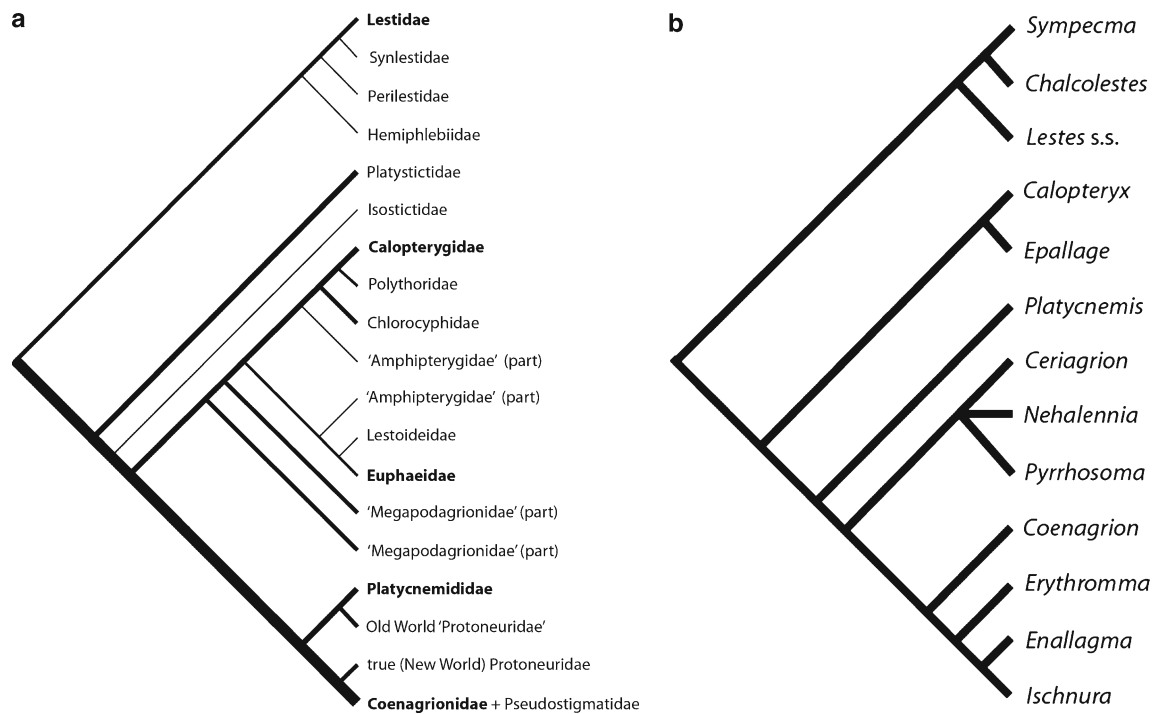 a
Lestidae
Synlestidae
Perilestidae
Hemiphlebiidae
Platystictidae
Isostictidae
Calopterygidae
Polythoridae
Chlorocyphidae
‘Amphipterygidae’ (part)
‘Amphipterygidae’ (part)
Lestoideidae
Euphaeidae
‘Megapodagrionidae’ (part)
‘Megapodagrionidae’ (part)
Platycnemididae
Old World ‘Protoneuridae’
true (New World) Protoneuridae
Coenagrionidae + Pseudostigmatidae
b
Sympecma
Chalcolestes
Lestes s.s.
Calopteryx
Epallage
Platycnemis
Ceriagrion
Nehalennia
Pyrrhosoma
Coenagrion
Erythromma
Enallagma
Ischnura